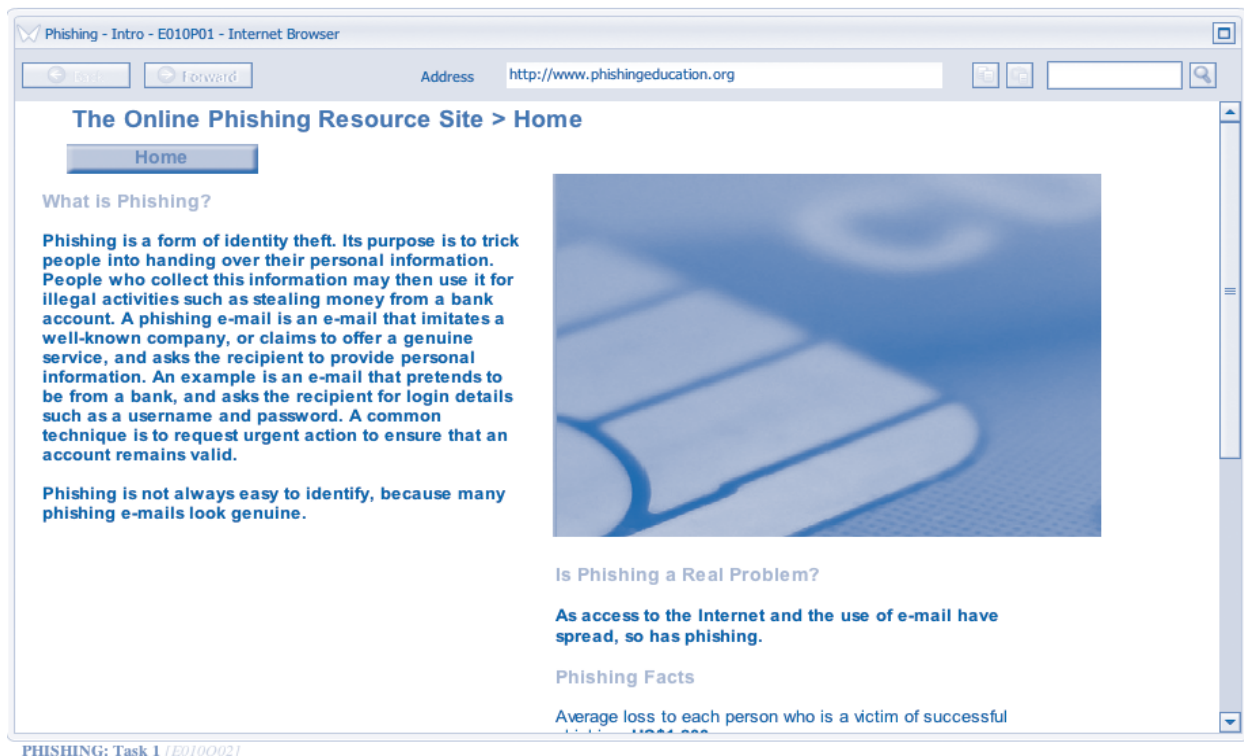 Phishing - Intro - E010P01 - Internet Browser
Forward
Address
http://www.phishingeducation.org
The Online Phishing Resource Site > Home
Home
What is Phishing?
Phishing is a form of identity theft. Its purpose is to trick
people into handing over their personal information.
People who collect this information may then use it for
illegal activities such as stealing money from a bank
account. A phishing e-mail is an e-mail that imitates a
well-known company, or claims to offer a genuine
service, and asks the recipient to provide personal
information. An example is an e-mail that pretends to
be from a bank, and asks the recipient for login details
such as a username and password. A common
technique is to request urgent action to ensure that an
account remains valid.
Phishing is not always easy to identify, because many
phishing e-mails look genuine.
Is Phishing a Real Problem?
As access to the Internet and the use of e-mail have
spread, so has phishing.
Phishing Facts
Average loss to each person who is a victim of successful
PHISHING: Task 1 [E010Q02]